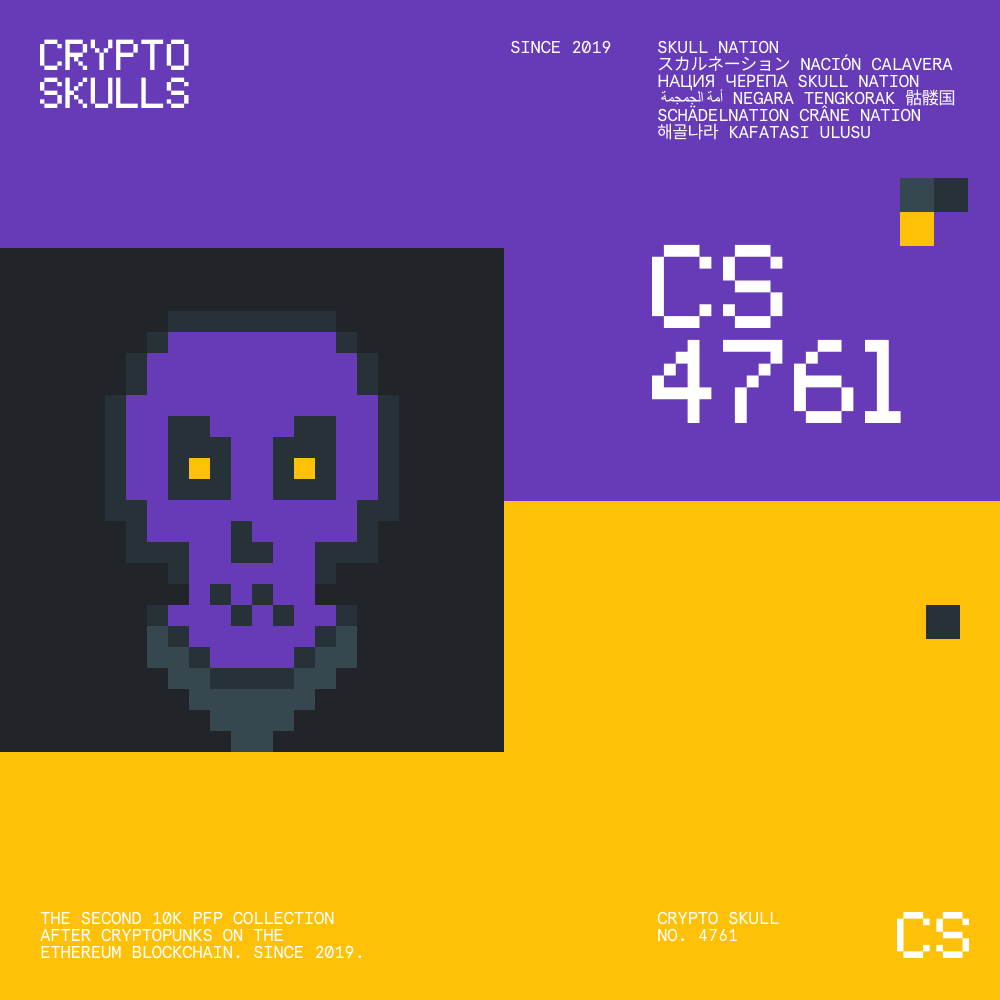 CRYPTO
SKULLS
SINCE 2019
SKULL NATION
スカルネーション NACIÓN CALAVERA
НАЦИЯ ЧЕРЕПА SKULL NATION
أمة الجمجمة NEGARA TENGKORAK 骷髅国
SCHÄDELNATION CRÂNE NATION
해골나라 KAFATASI ULUSU
CS
4761
THE SECOND 10K PFP COLLECTION
AFTER CRYPTOPUNKS ON THE
ETHEREUM BLOCKCHAIN. SINCE 2019.
CRYPTO SKULL
NO. 4761
CS